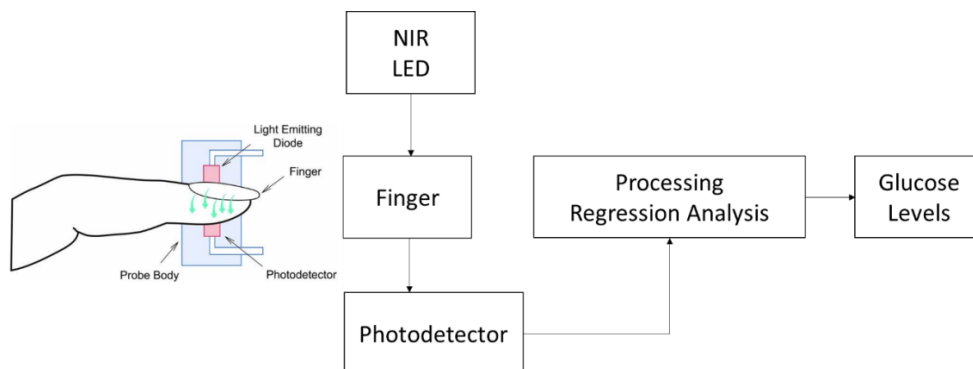 Light Emitting
Diode
Finger
Probe Body
Photodetector
NIR
LED
Finger
Photodetector
Processing
Regression Analysis
Glucose
Levels